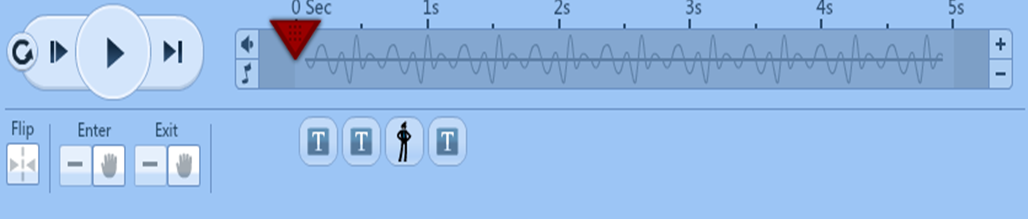 0 Sec 1s 2s 3s 4s 5s
Flip Enter Exit
T T T